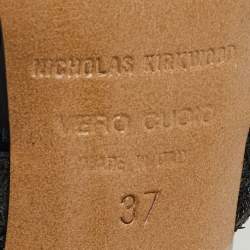 NICHOLAS KIRKWOOD
VERO CUOIO
MADE IN ITALY
37